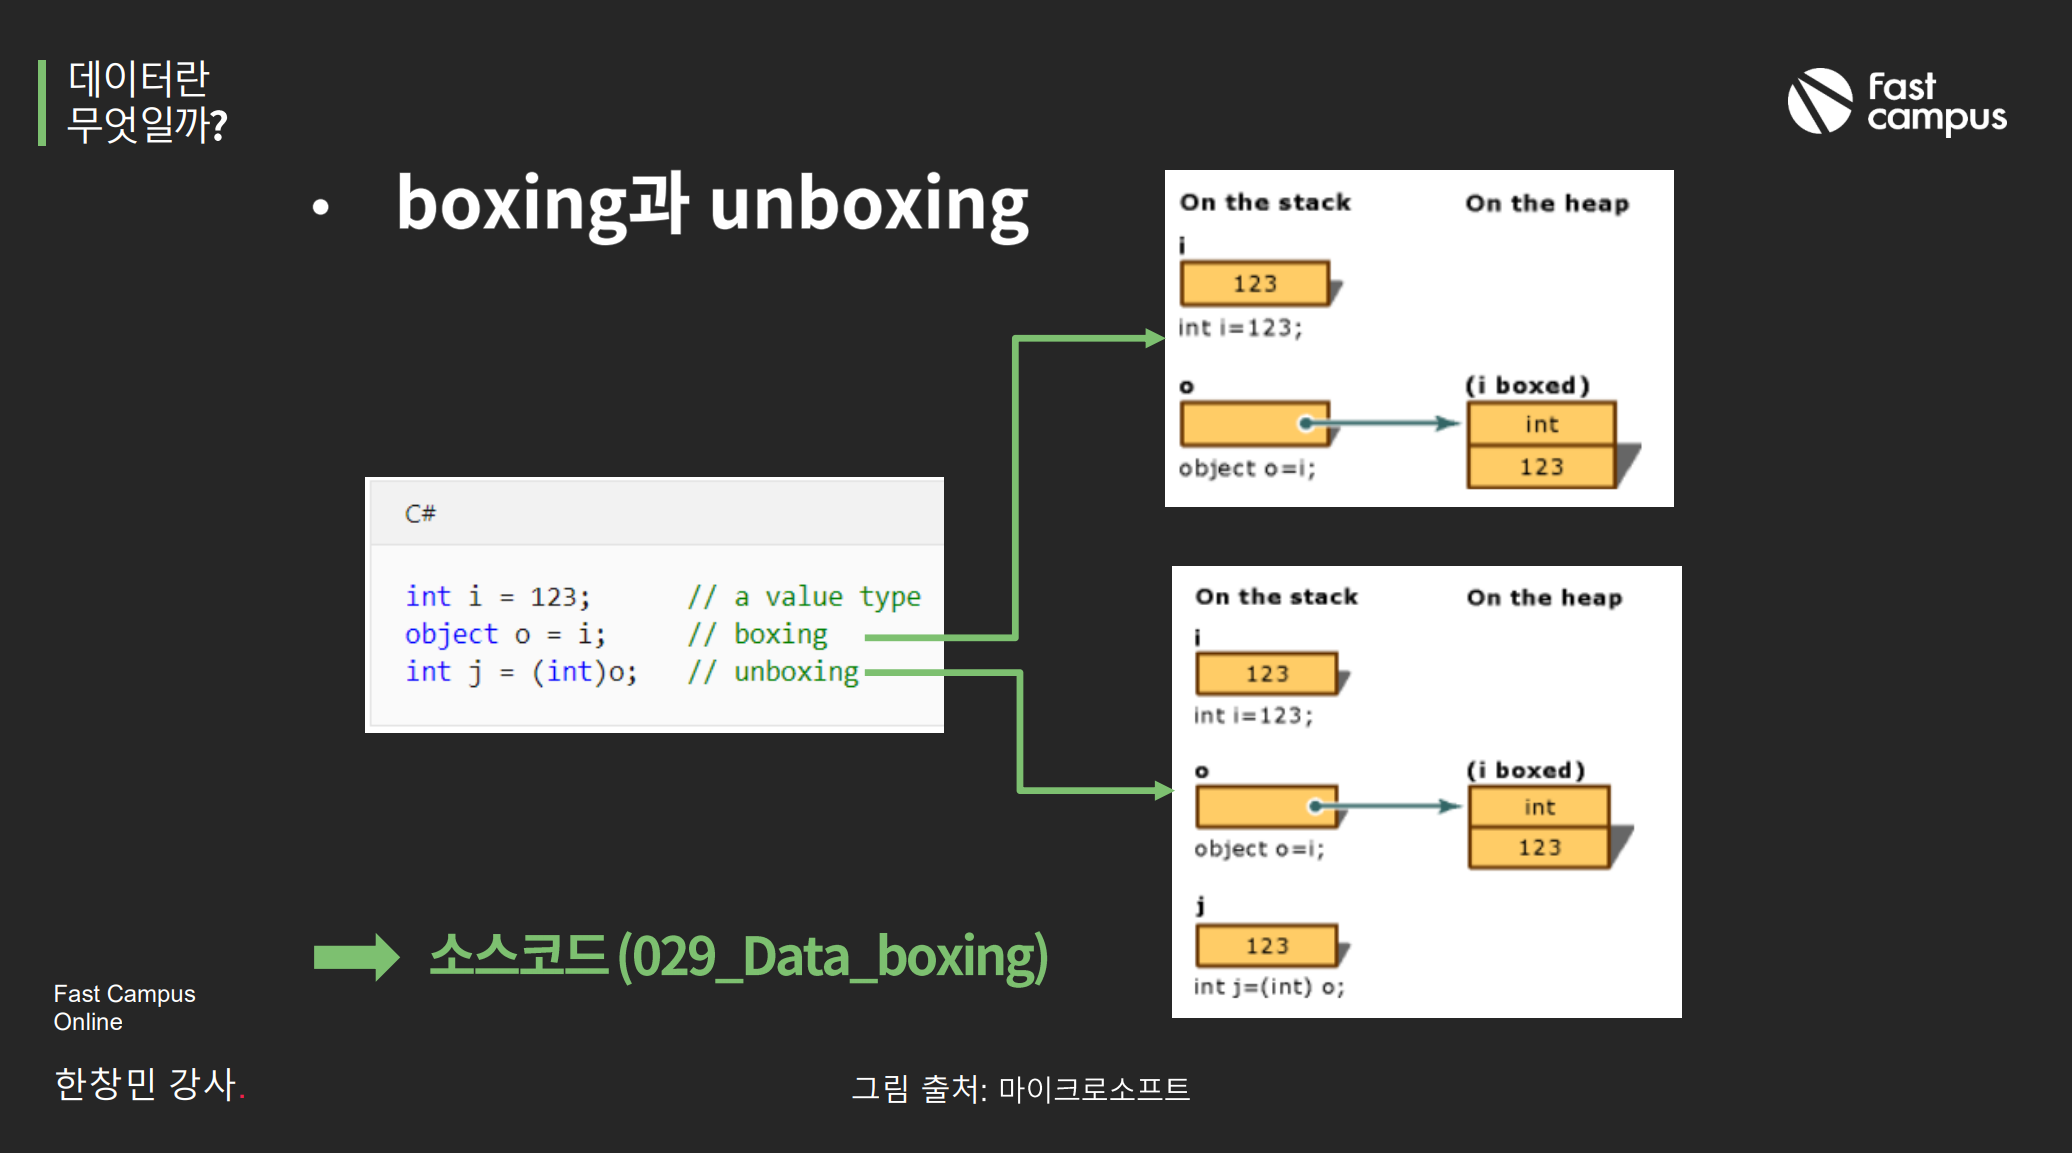 데이터란
무엇일까?
Fast
campus
• boxing과 unboxing
C#
int i = 123; // a value type
object o = i; // boxing
int j = (int)o; // unboxing
On the stack On the heap
i
123
int i=123;
o (i boxed)
int
123
object o=i;
On the stack On the heap
i
123
int i=123;
o (i boxed)
int
123
object o=i;
j
123
int j=(int) o;
소스코드(029_Data_boxing)
Fast Campus
Online
한창민 강사.
그림 출처: 마이크로소프트